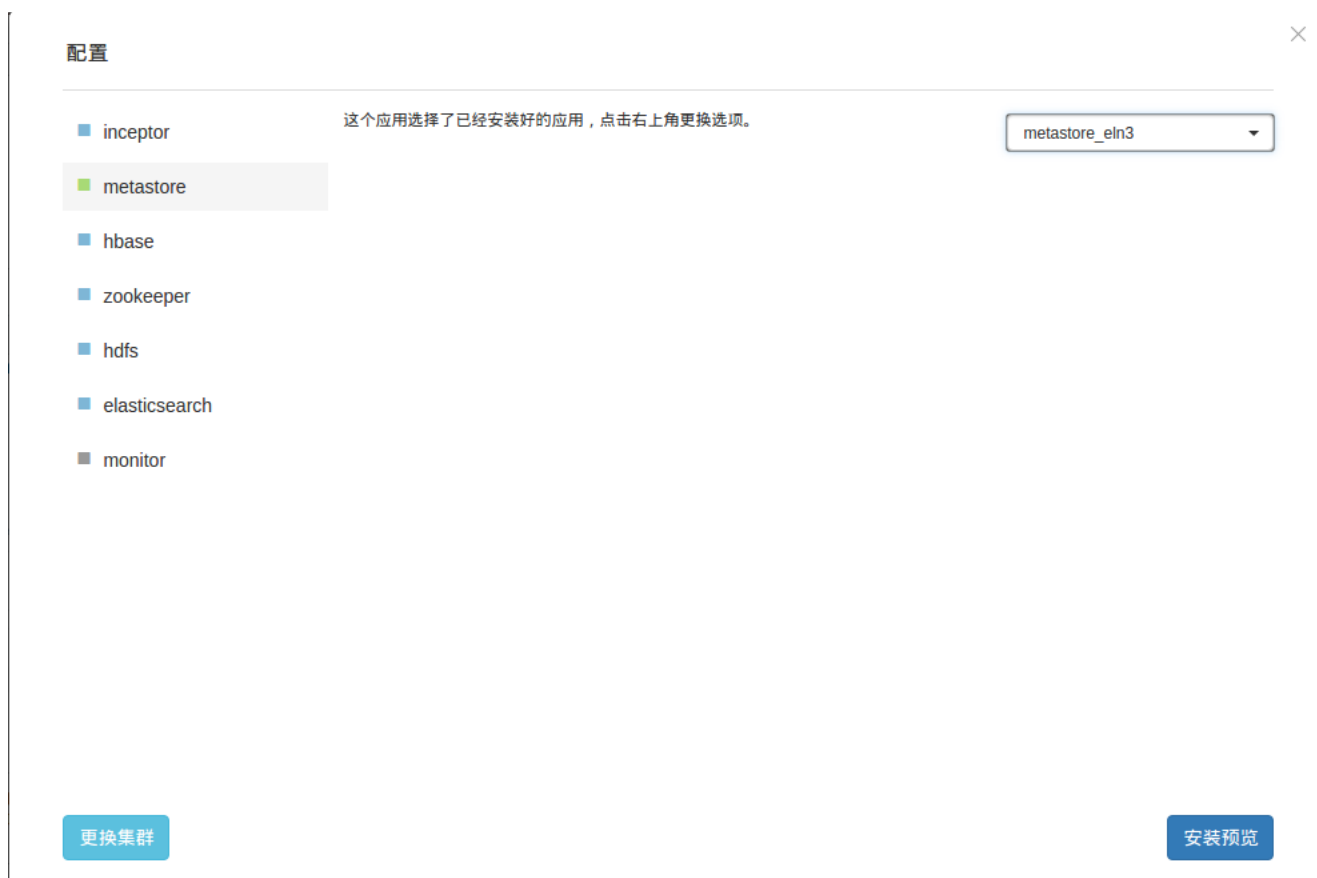 配置
inceptor
这个应用选择了已经安装好的应用，点击右上角更换选项。
metastore_eln3
metastore
hbase
zookeeper
hdfs
elasticsearch
monitor
更换集群
安装预览